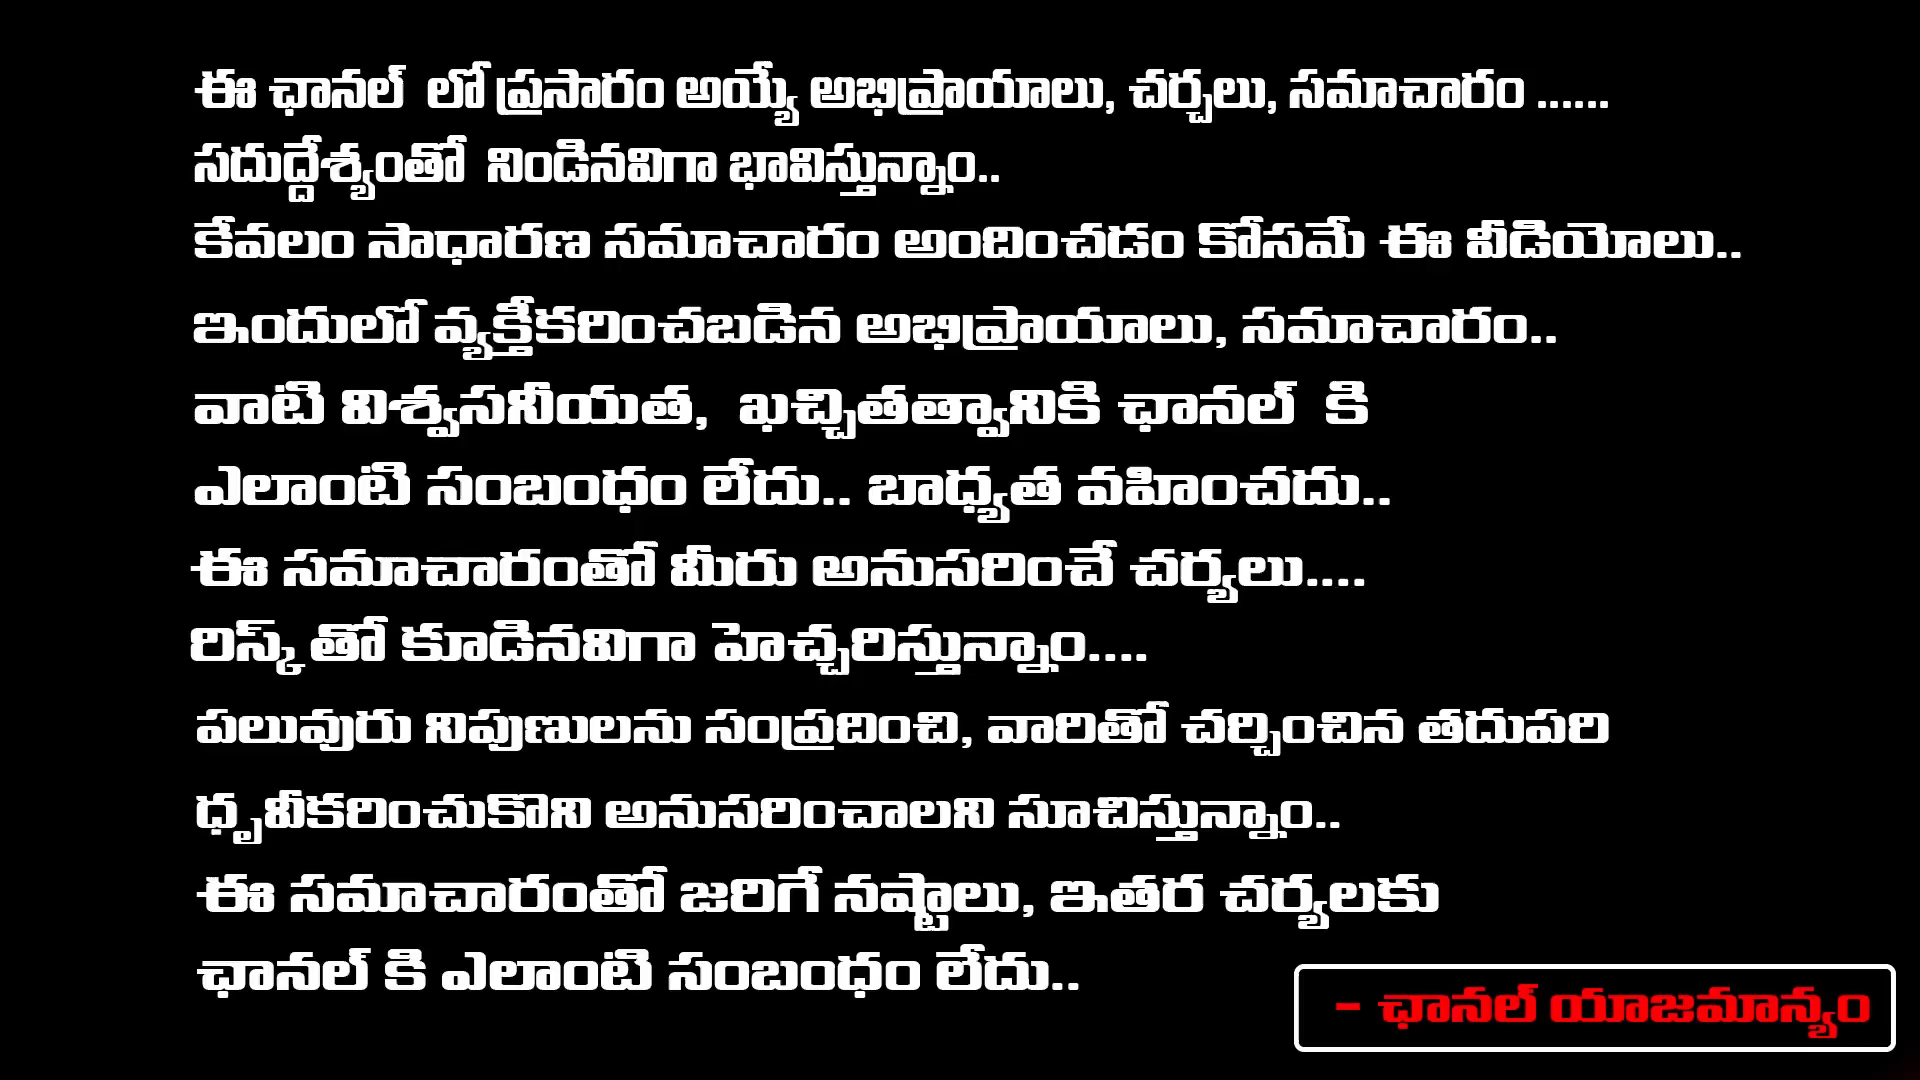 ఈ ఛానల్ లో ప్రసారం అయ్యే అభిప్రాయాలు, చర్చలు, సమాచారం ......
సదుద్దేశ్యంతో నిండినవిగా భావిస్తున్నాం..
కేవలం సాధారణ సమాచారం అందించడం కోసమే ఈ వీడియోలు..
ఇందులో వ్యక్తీకరించబడిన అభిప్రాయాలు, సమాచారం..
వాటి విశ్వసనీయత, ఖచ్చితత్వానికి ఛానల్ కి
ఎలాంటి సంబంధం లేదు.. బాధ్యత వహించదు..
ఈ సమాచారంతో మీరు అనుసరించే చర్యలు....
రిస్క్ తో కూడినవిగా హెచ్చరిస్తున్నాం....
పలువురు నిపుణులను సంప్రదించి, వారితో చర్చించిన తదుపరి
ధృవీకరించుకొని అనుసరించాలని సూచిస్తున్నాం..
ఈ సమాచారంతో జరిగే నష్టాలు, ఇతర చర్యలకు
ఛానల్ కి ఎలాంటి సంబంధం లేదు..
- ఛానల్ యాజమాన్యం